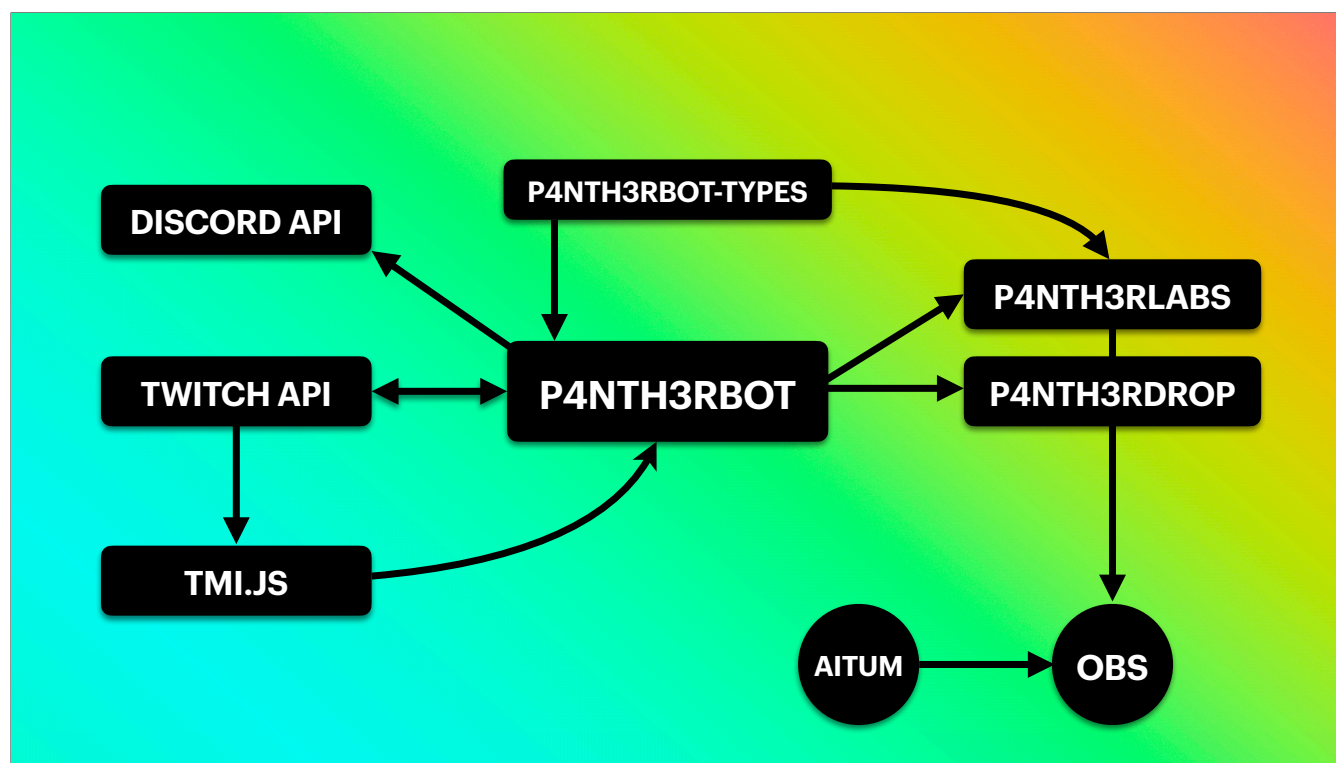 P4NTH3RBOT-TYPES
DISCORD API
P4NTH3RLABS
TWITCH API
P4NTH3RBOT
P4NTH3RDROP
TMI.JS
AITUM
OBS